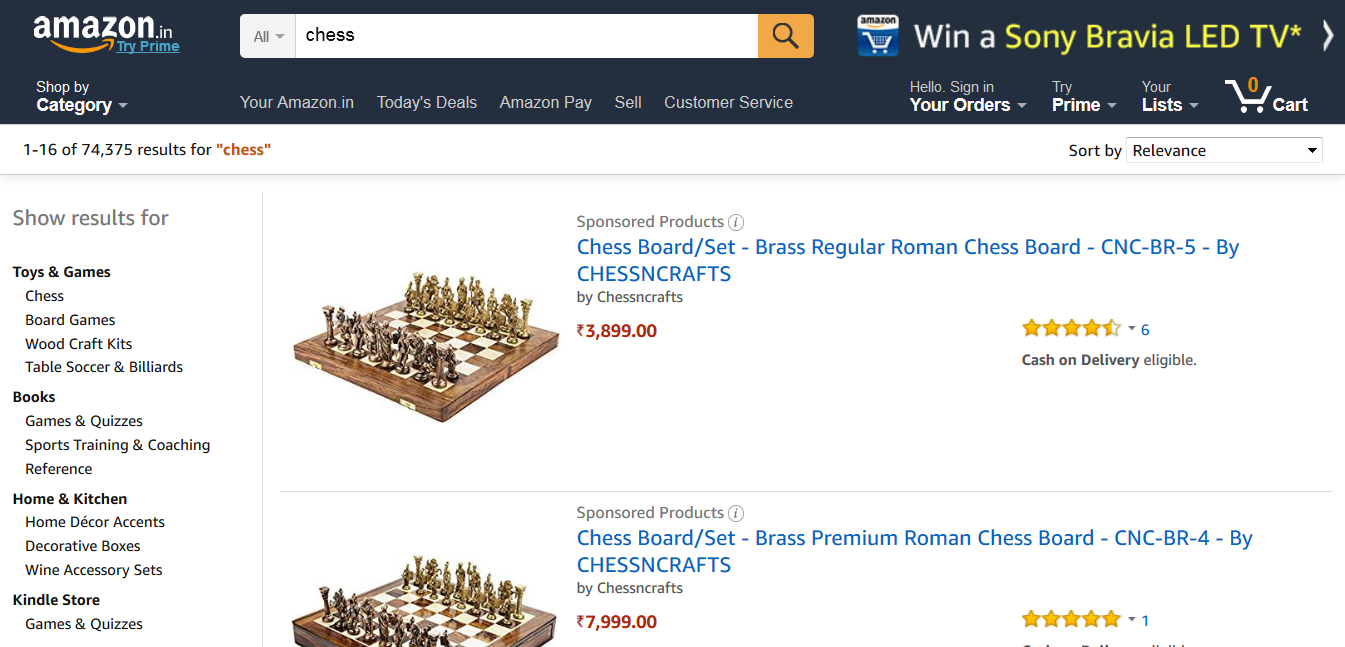 amazon.in
Try Prime
All
chess
amazon
Win a Sony Bravia LED TV*
Shop by
Category
Your Amazon.in
Today's Deals
Amazon Pay
Sell
Customer Service
Hello. Sign in
Your Orders
Try
Prime
Your
Lists
0
Cart
1-16 of 74,375 results for "chess"
Sort by Relevance
Show results for
Toys & Games
Chess
Board Games
Wood Craft Kits
Table Soccer & Billiards
Books
Games & Quizzes
Sports Training & Coaching
Reference
Home & Kitchen
Home Décor Accents
Decorative Boxes
Wine Accessory Sets
Kindle Store
Games & Quizzes
Sponsored Products i
Chess Board/Set - Brass Regular Roman Chess Board - CNC-BR-5 - By
CHESSNCRAFTS
by Chessncrafts
₹3,899.00
6
Cash on Delivery eligible.
Sponsored Products i
Chess Board/Set - Brass Premium Roman Chess Board - CNC-BR-4 - By
CHESSNCRAFTS
by Chessncrafts
₹7,999.00
1